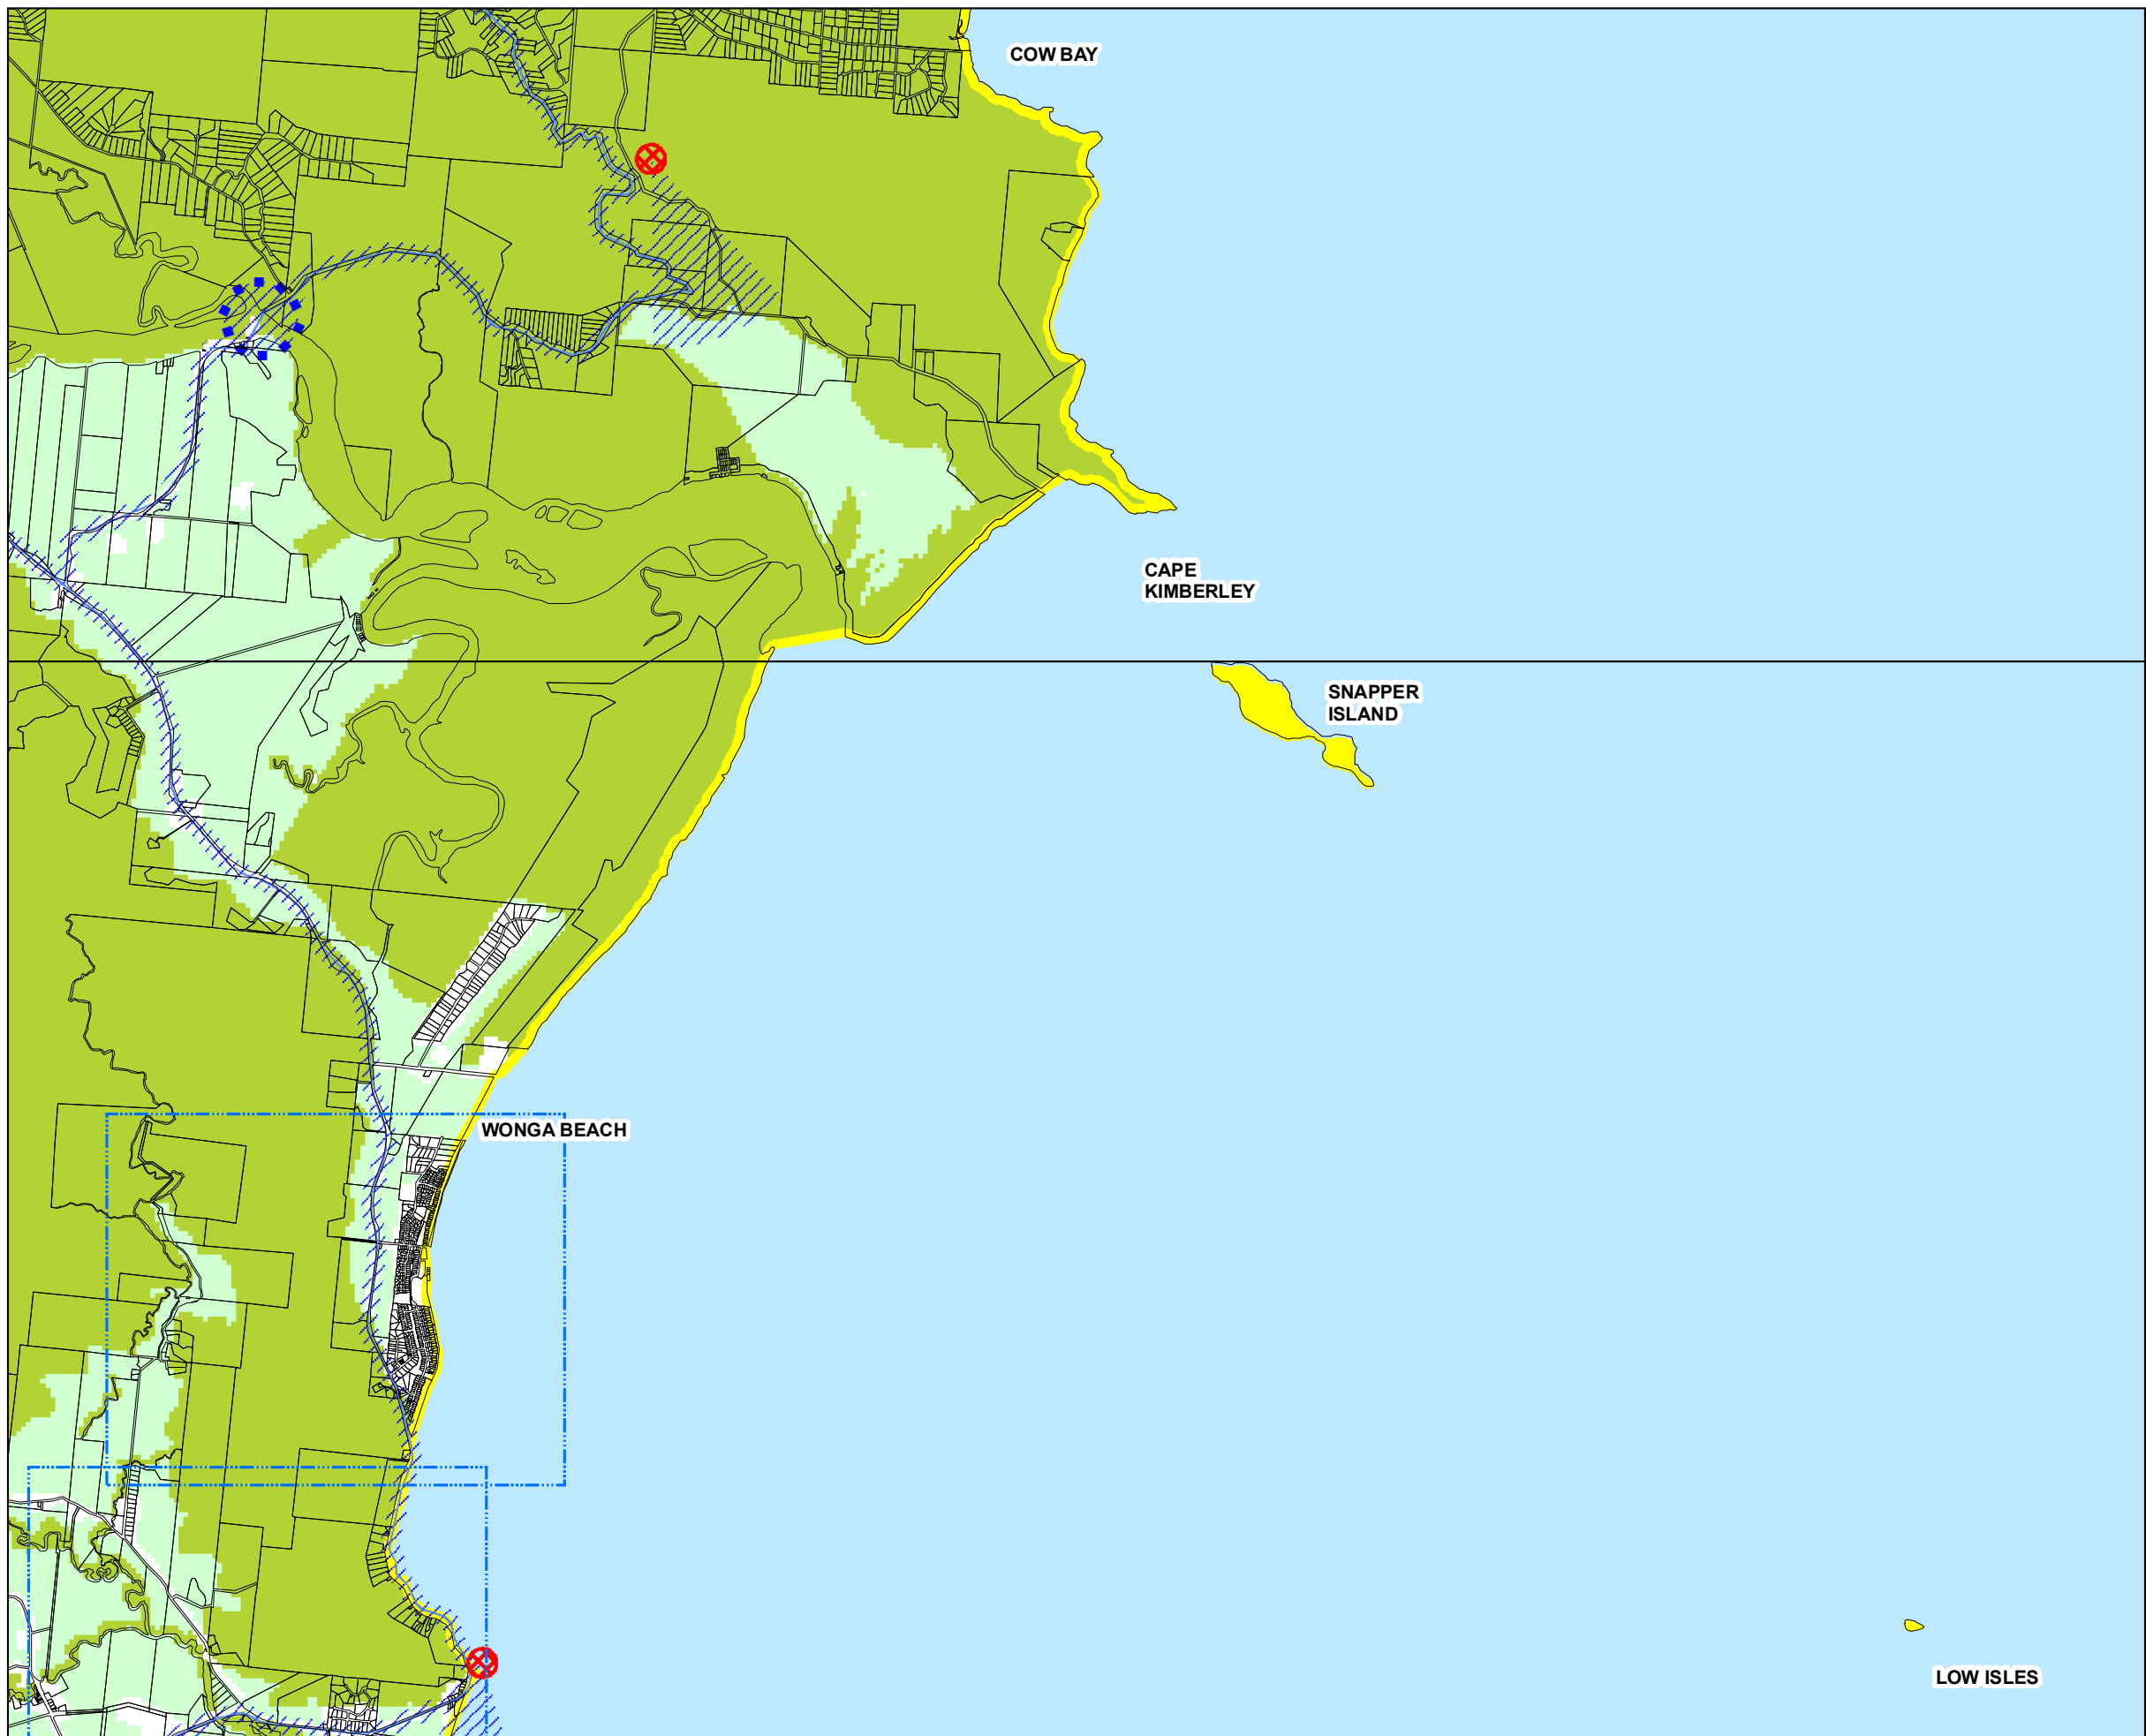 COW BAY
CAPE
KIMBERLEY
SNAPPER
ISLAND
WONGA BEACH
LOW ISLES